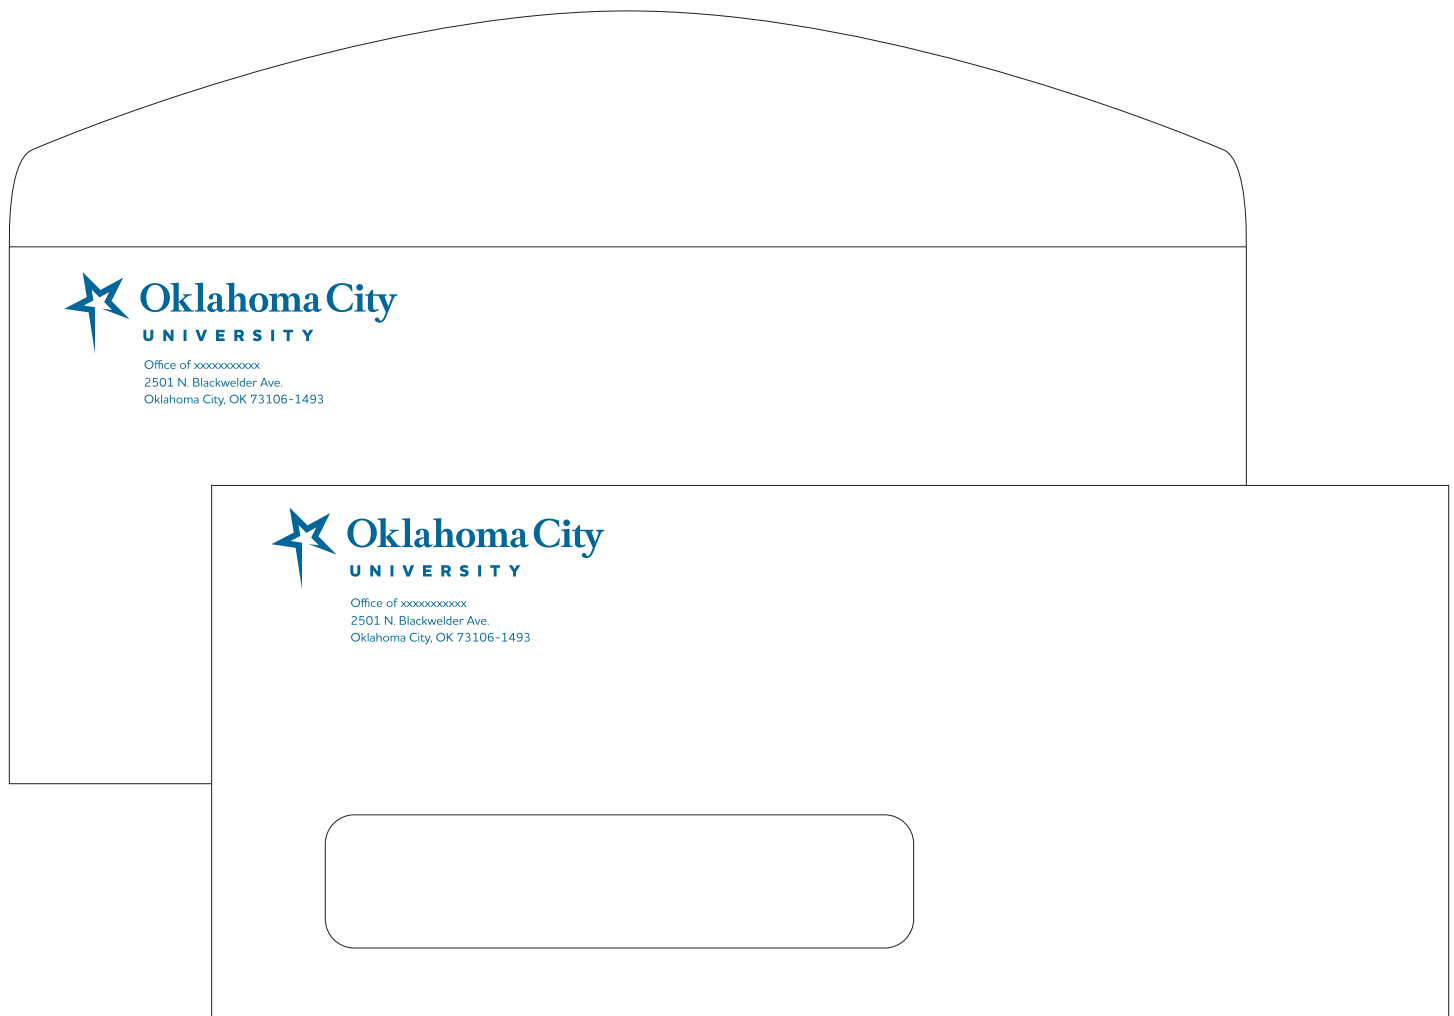 Oklahoma City
UNIVERSITY
Office of xxxxxxxxxxx
2501 N. Blackwelder Ave.
Oklahoma City, OK 73106-1493
Oklahoma City
UNIVERSITY
Office of xxxxxxxxxxx
2501 N. Blackwelder Ave.
Oklahoma City, OK 73106-1493